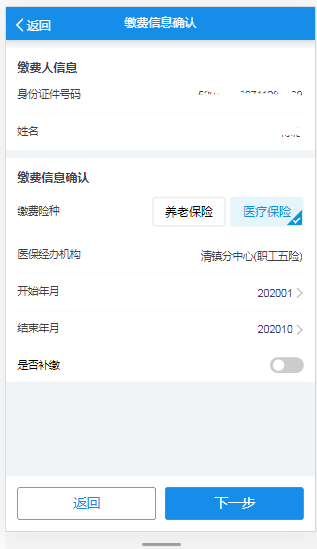 返回
缴费信息确认
缴费人信息
身份证件号码
姓名
缴费信息确认
缴费险种 养老保险 医疗保险
医保经办机构 清镇分中心(职工五险)
开始年月 202001
结束年月 202010
是否补缴
返回 下一步